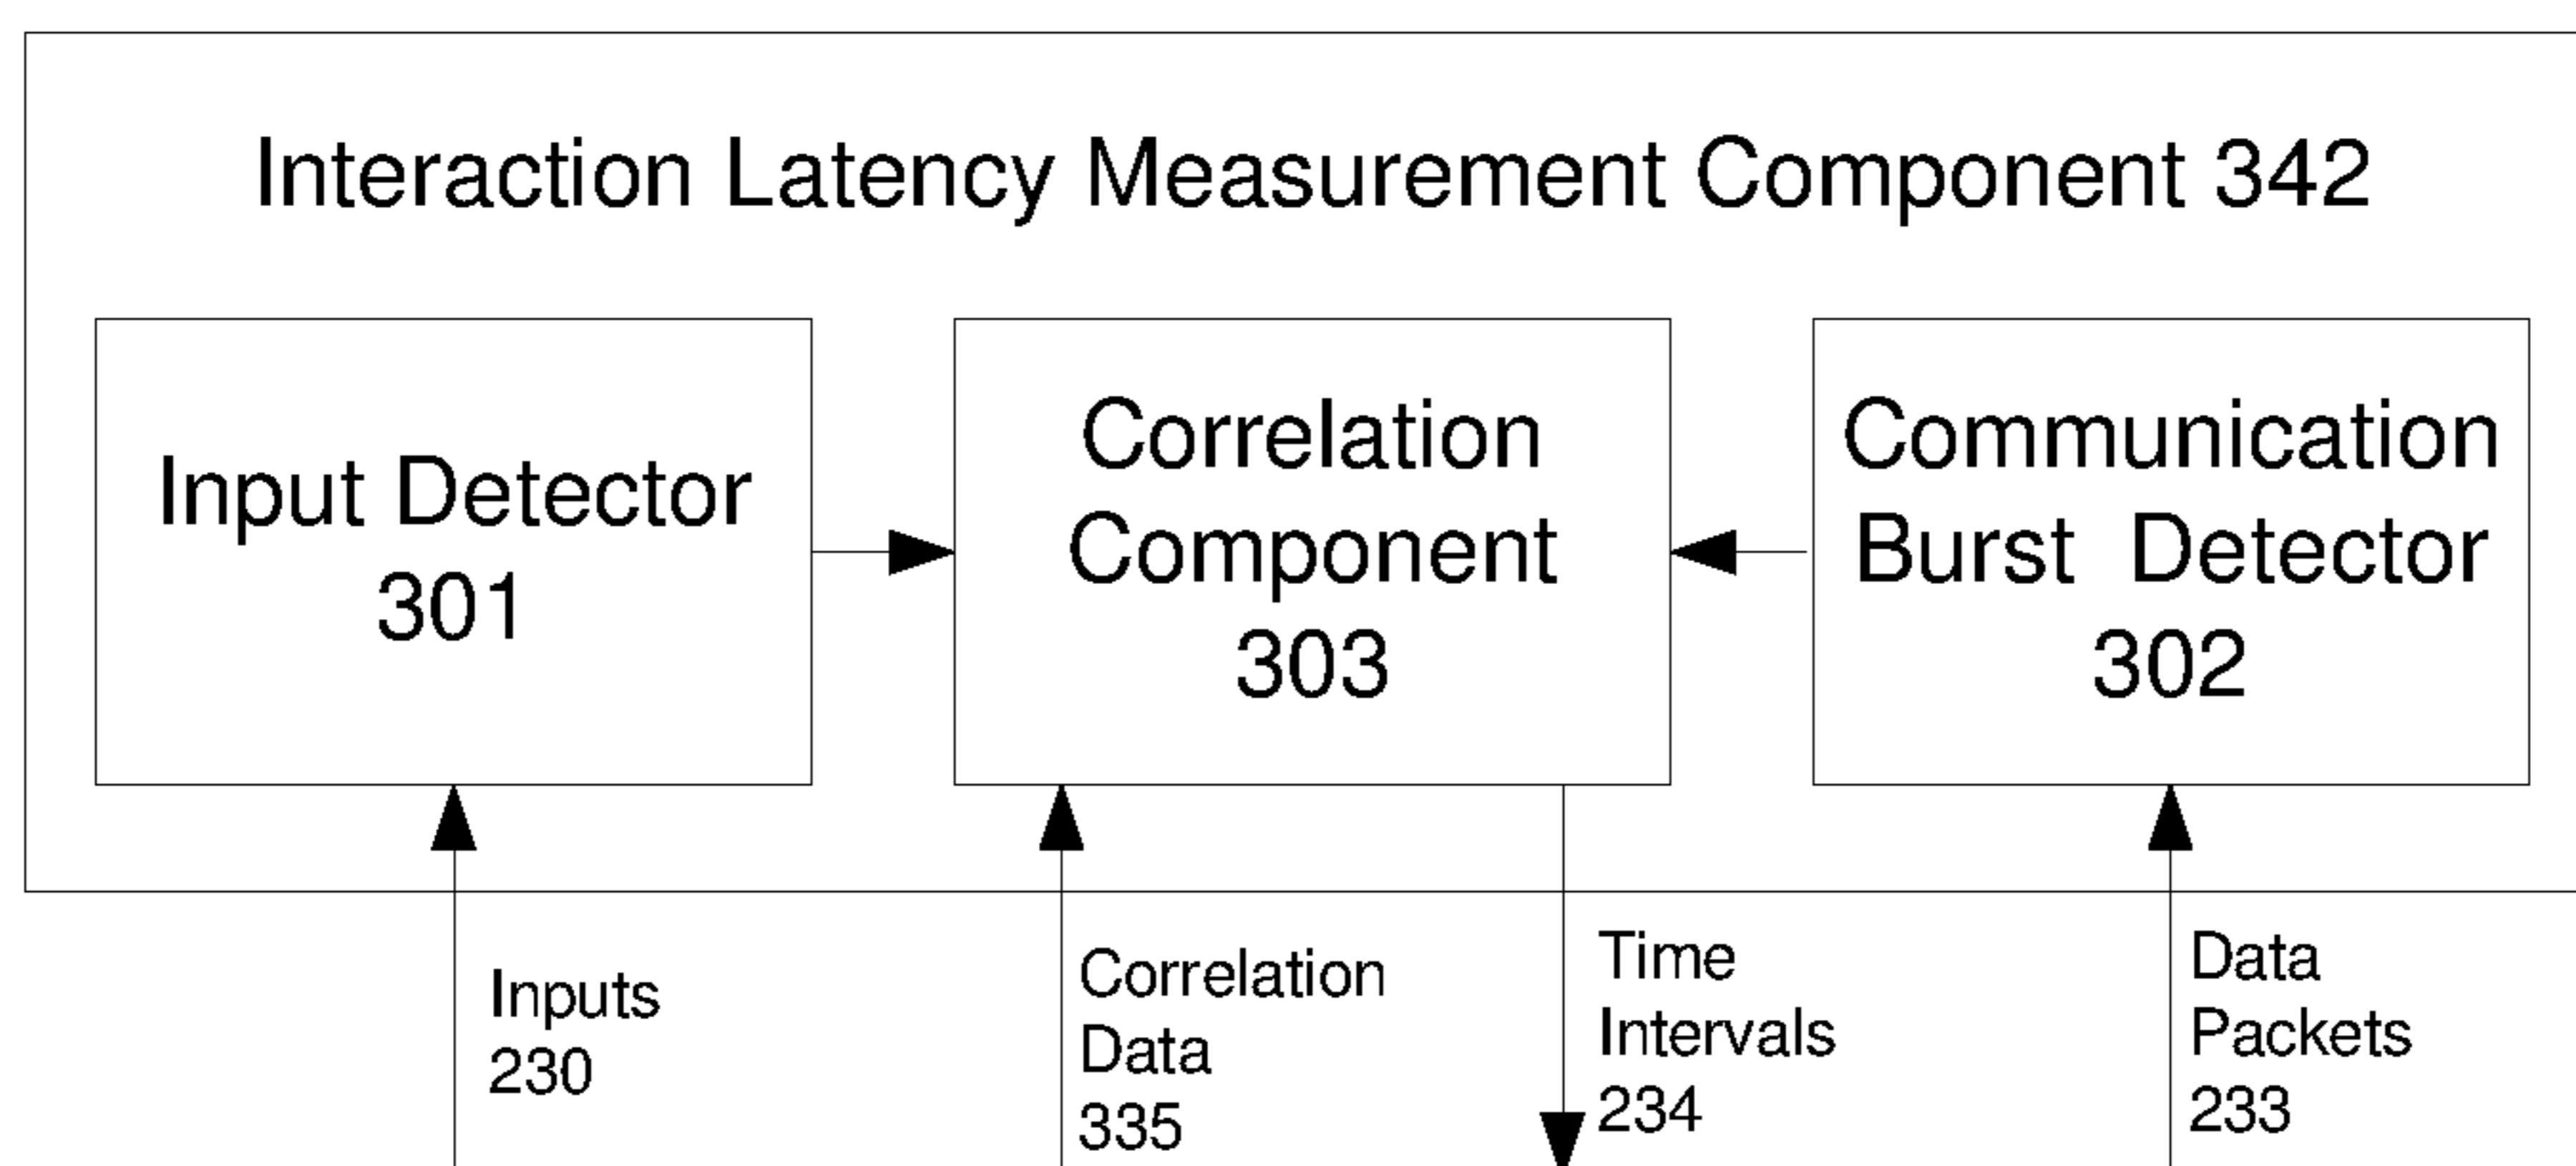 Interaction Latency Measurement Component 342
Input Detector
301
Correlation
Component
303
Communication
Burst Detector
302
Inputs
230
Correlation
Data
335
Time
Intervals
234
Data
Packets
233